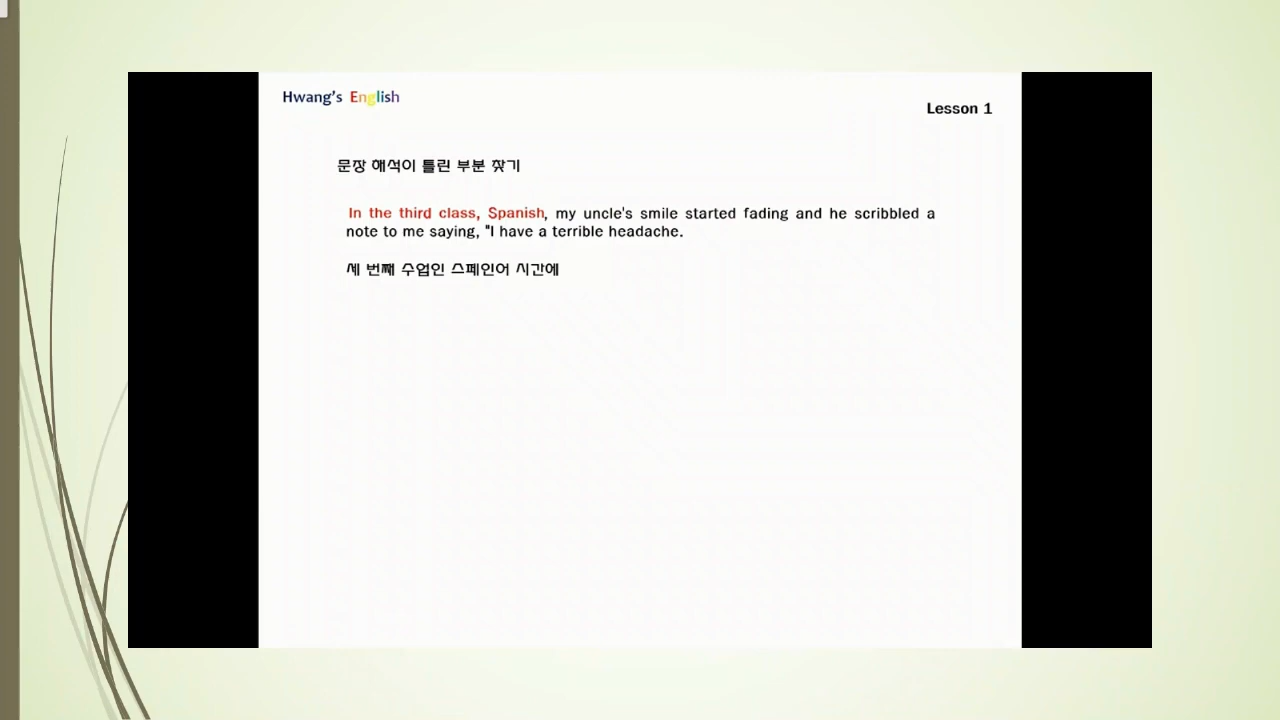 Hwang's English
Lesson 1
문장 해석이 틀린 부분 찾기
In the third class, Spanish, my uncle's smile started fading and he scribbled a
note to me saying, "I have a terrible headache.
세 번째 수업인 스페인어 시간에